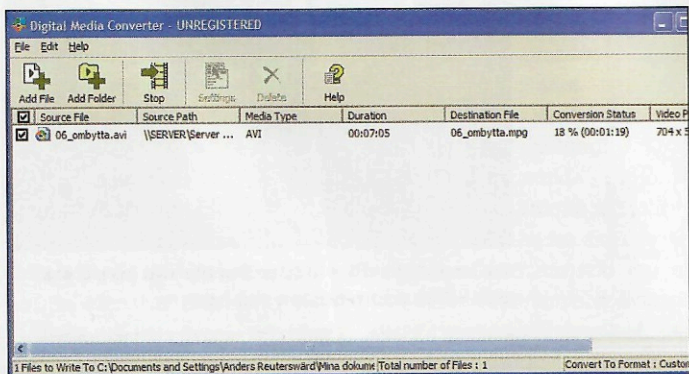 Digital Media Converter - UNREGISTERED
File Edit Help
Add File Add Folder Stop Settings Delete Help
Source File Source Path Media Type Duration Destination File Conversion Status Video P
06_ombytta.avi \\SERVER\Server ... AVI 00:07:05 06_ombytta.mpg 18 % (00:01:19) 704 x 5
1 Files to Write To C:\Documents and Settings\Anders Reuterswärd\Mina dokume Total number of Files : 1 Convert To Format : Custor